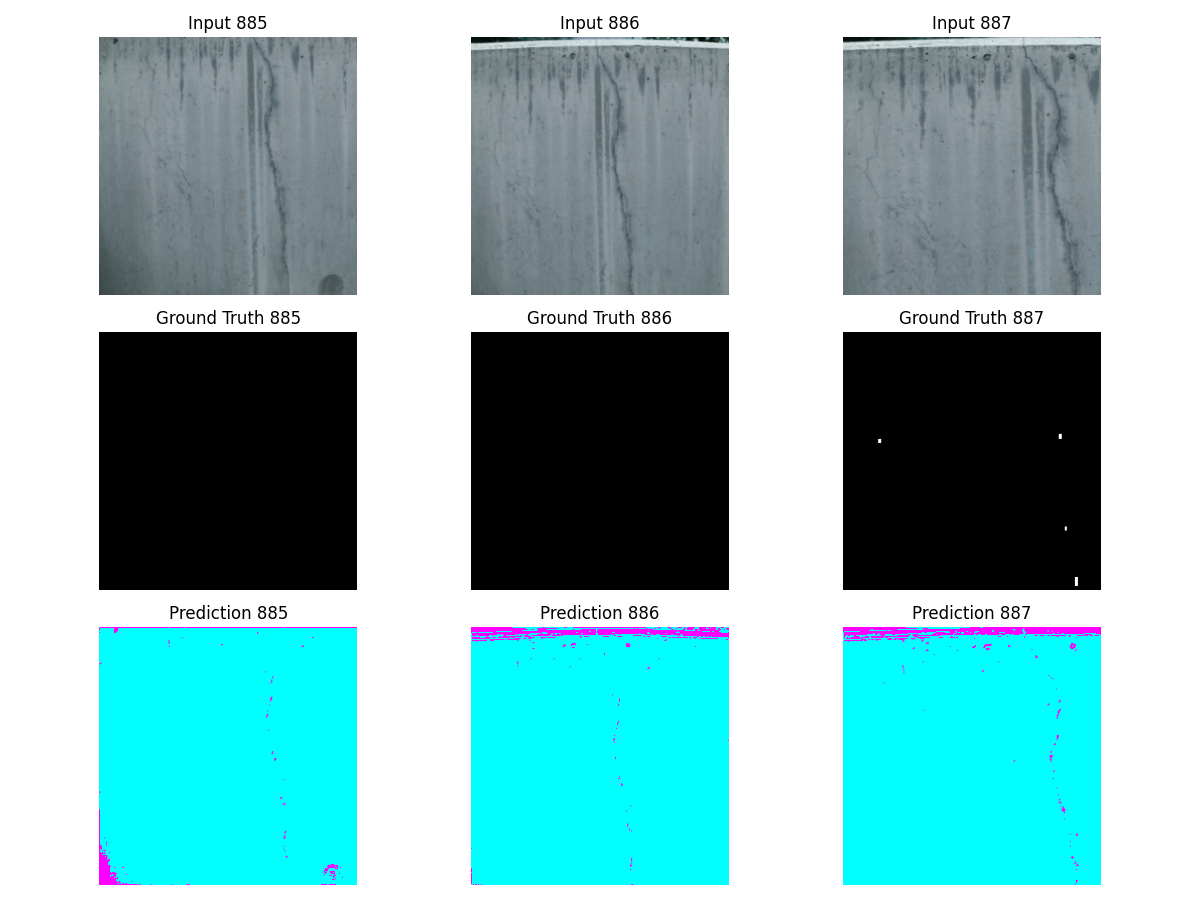 Input 885
Input 886
Input 887
Ground Truth 885
Ground Truth 886
Ground Truth 887
Prediction 885
Prediction 886
Prediction 887